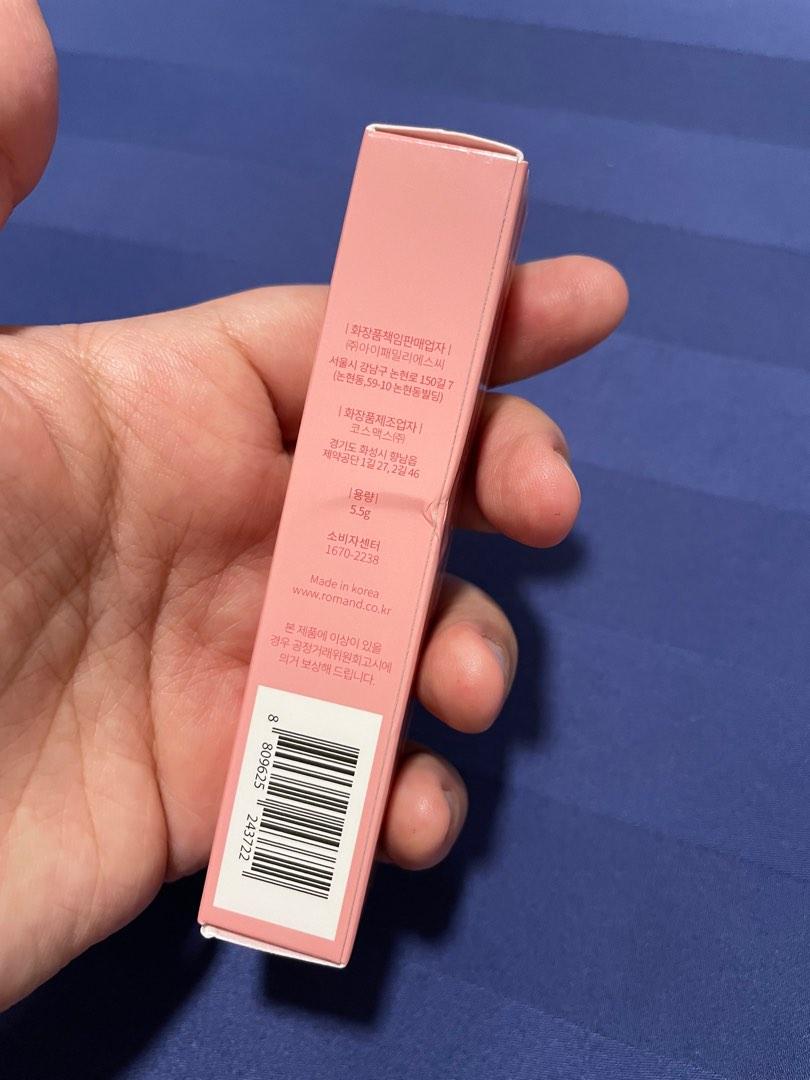 | 화장품책임판매업자 |
㈜아이패밀리에스씨
서울시 강남구 논현로 150길 7
(논현동,59-10 논현동빌딩)
| 화장품제조업자 |
코스맥스㈜
경기도 화성시 향남읍
제약공단 1길 27, 2길 46
| 용량 |
5.5g
소비자센터
1670-2238
Made in korea
www.romand.co.kr
본 제품에 이상이 있을
경우 공정거래위원회고시에
의거 보상해 드립니다.
8 809625 243722